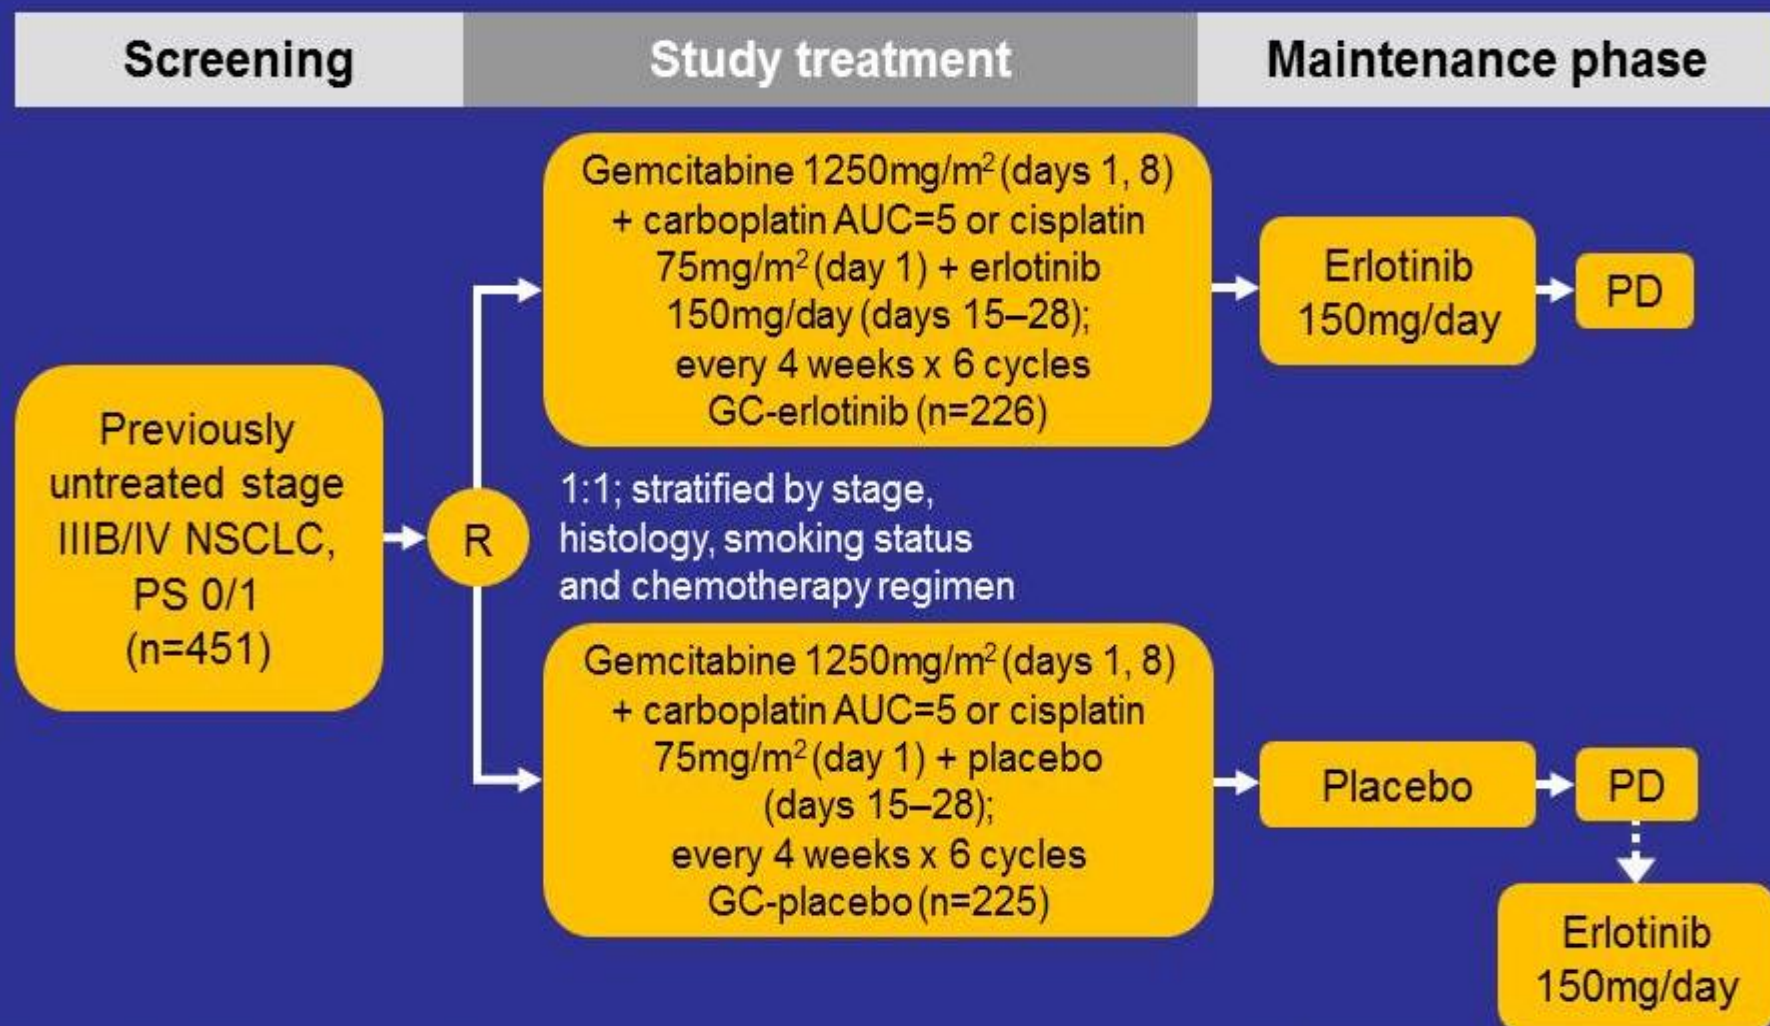 Screening
Study treatment
Maintenance phase
Previously
untreated stage
IIIB/IV NSCLC,
PS 0/1
(n=451)
R
Gemcitabine 1250mg/m² (days 1, 8)
+ carboplatin AUC=5 or cisplatin
75mg/m² (day 1) + erlotinib
150mg/day (days 15–28);
every 4 weeks x 6 cycles
GC-erlotinib (n=226)
Erlotinib
150mg/day
PD
1:1; stratified by stage,
histology, smoking status
and chemotherapy regimen
Gemcitabine 1250mg/m² (days 1, 8)
+ carboplatin AUC=5 or cisplatin
75mg/m² (day 1) + placebo
(days 15–28);
every 4 weeks x 6 cycles
GC-placebo (n=225)
Placebo
PD
Erlotinib
150mg/day